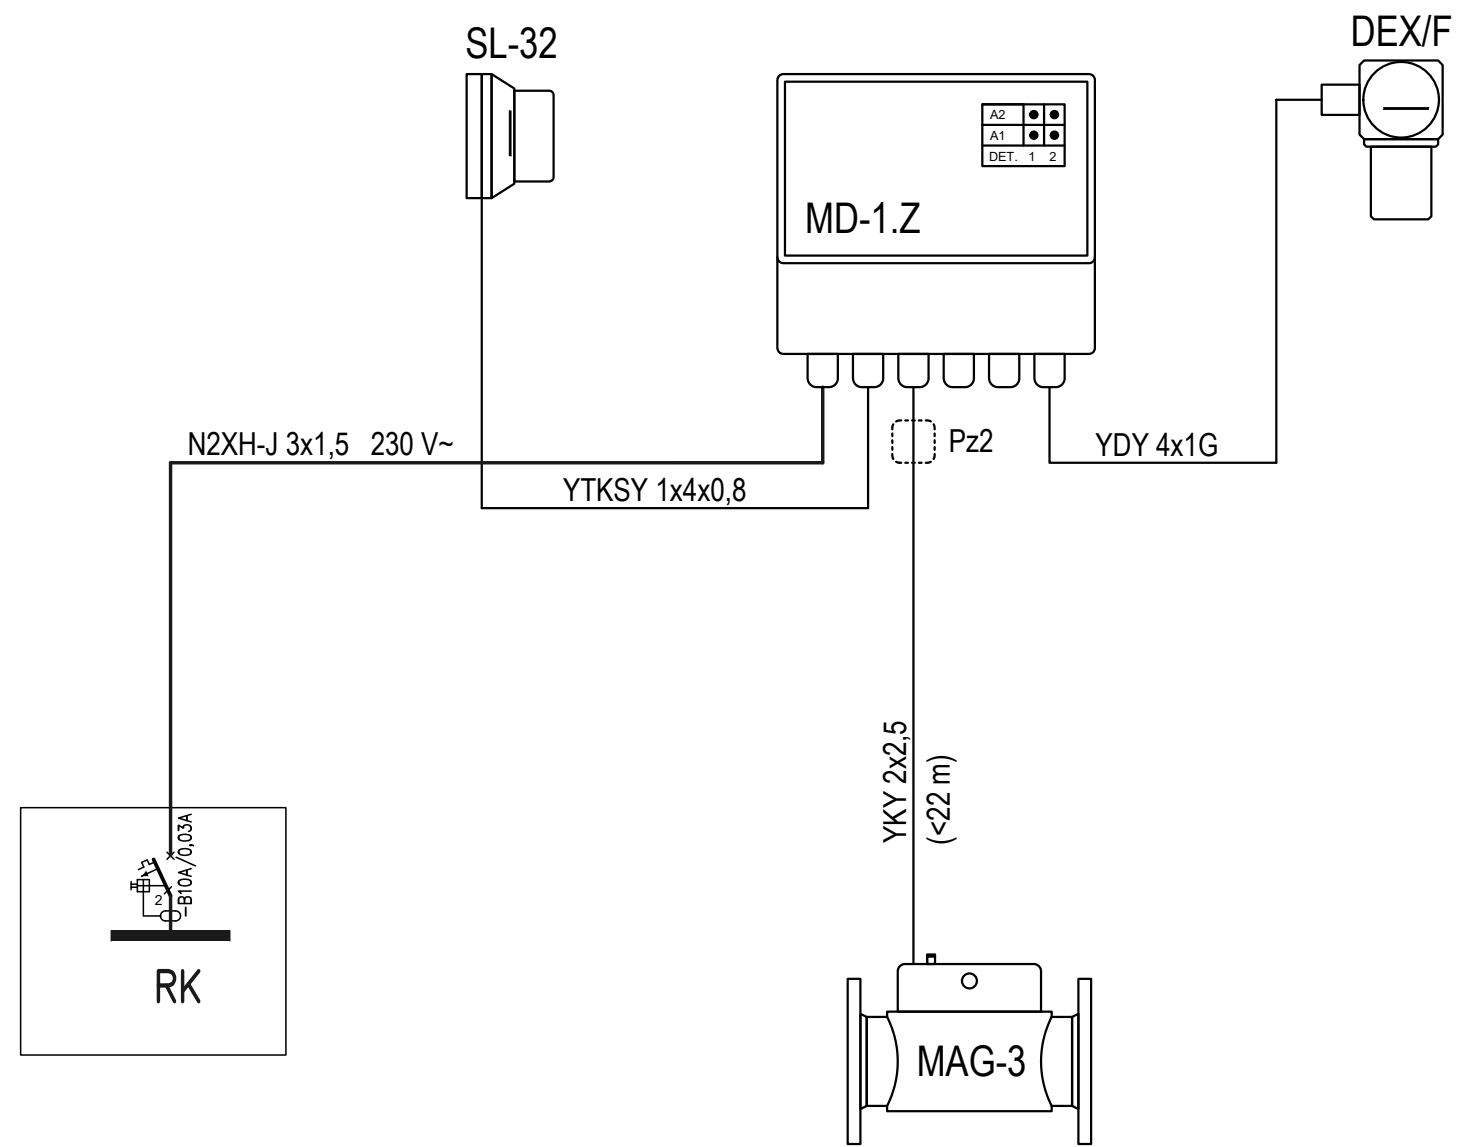 SL-32
DEX/F
A2
A1
DET. 1 2
MD-1.Z
N2XH-J 3x1,5 230 V~
Pz2
YDY 4x1G
YTKSY 1x4x0,8
YKY 2x2,5
(<22 m)
B10A/0,03A
2
RK
MAG-3